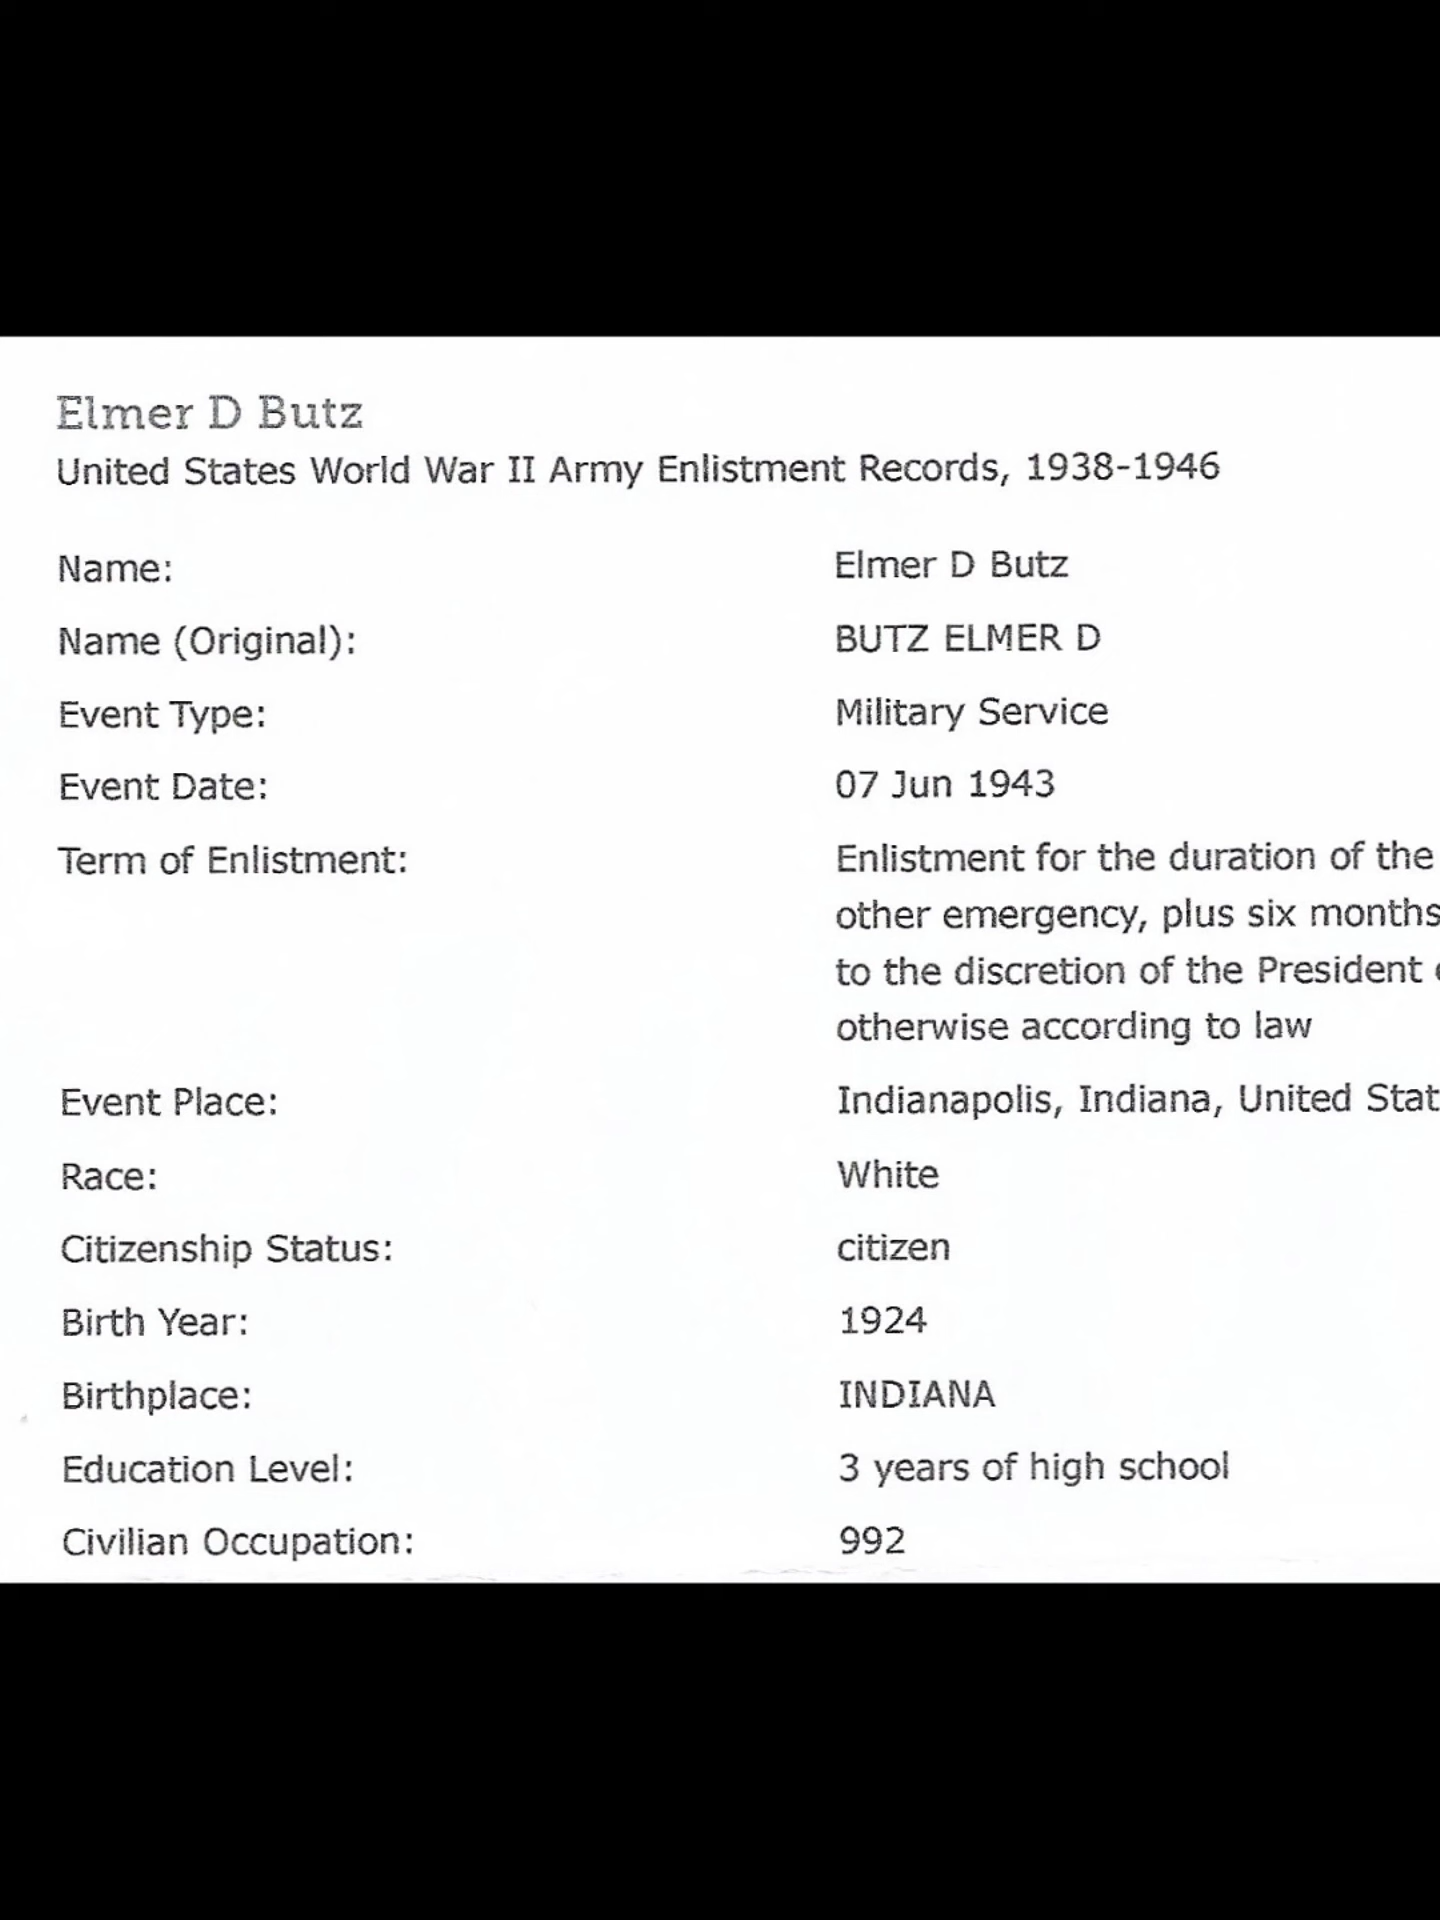 Elmer D Butz
United States World War II Army Enlistment Records, 1938-1946
Name: Elmer D Butz
Name (Original): BUTZ ELMER D
Event Type: Military Service
Event Date: 07 Jun 1943
Term of Enlistment: Enlistment for the duration of the
other emergency, plus six months
to the discretion of the President
otherwise according to law
Event Place: Indianapolis, Indiana, United Stat
Race: White
Citizenship Status: citizen
Birth Year: 1924
Birthplace: INDIANA
Education Level: 3 years of high school
Civilian Occupation: 992